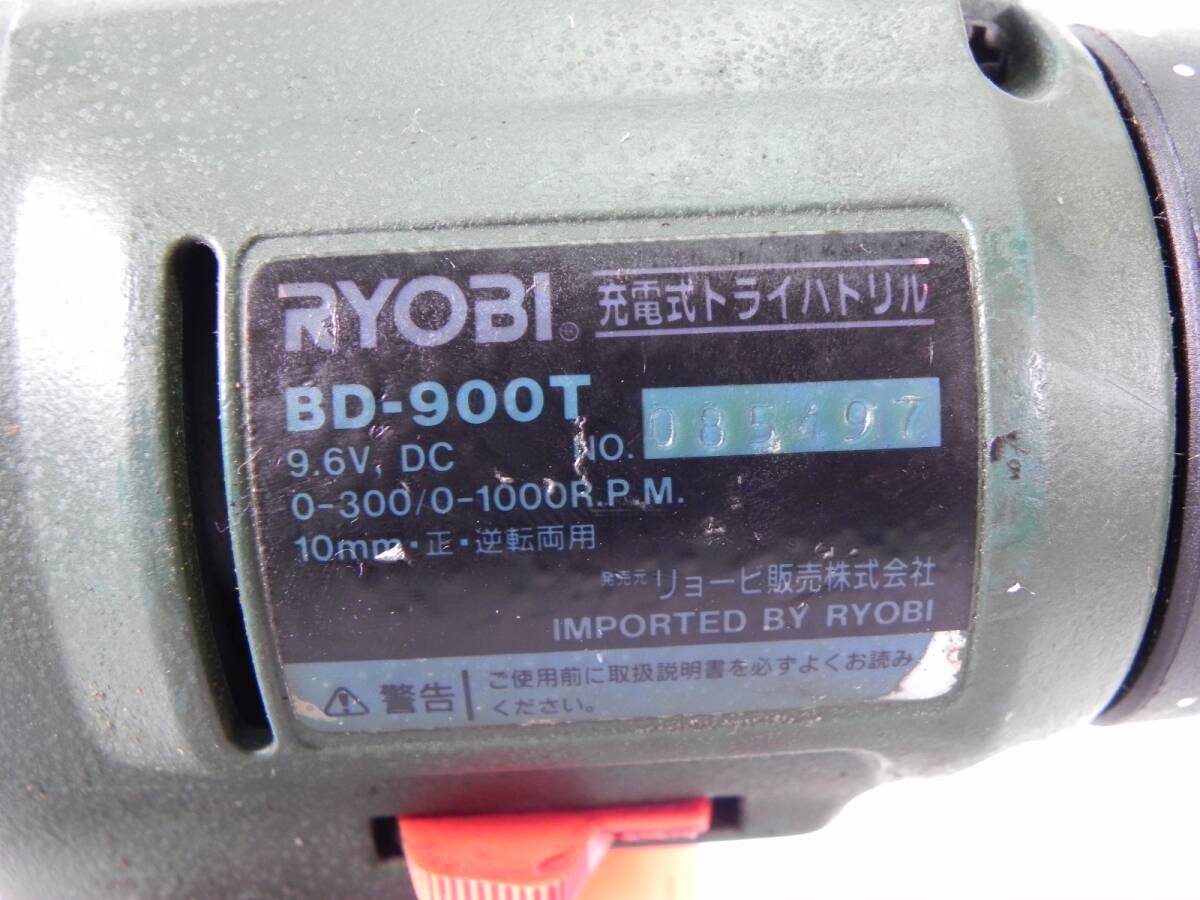 RYOBI® 充電式ドライバドリル
BD-900T
9.6V, DC NO.
0-300/0-1000R.P.M.
10mm・正・逆転両用
発売元 リョービ販売株式会社
IMPORTED BY RYOBI
警告 ご使用前に取扱説明書を必ずよくお読み
ください。